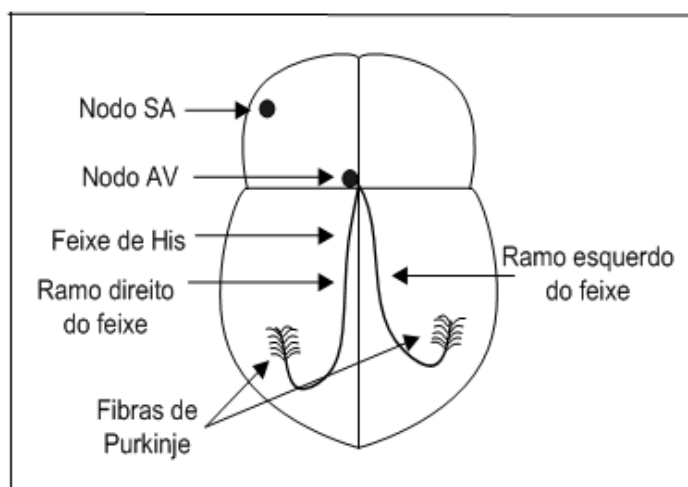 Nodo SA
Nodo AV
Feixe de His
Ramo direito
do feixe
Ramo esquerdo
do feixe
Fibras de
Purkinje